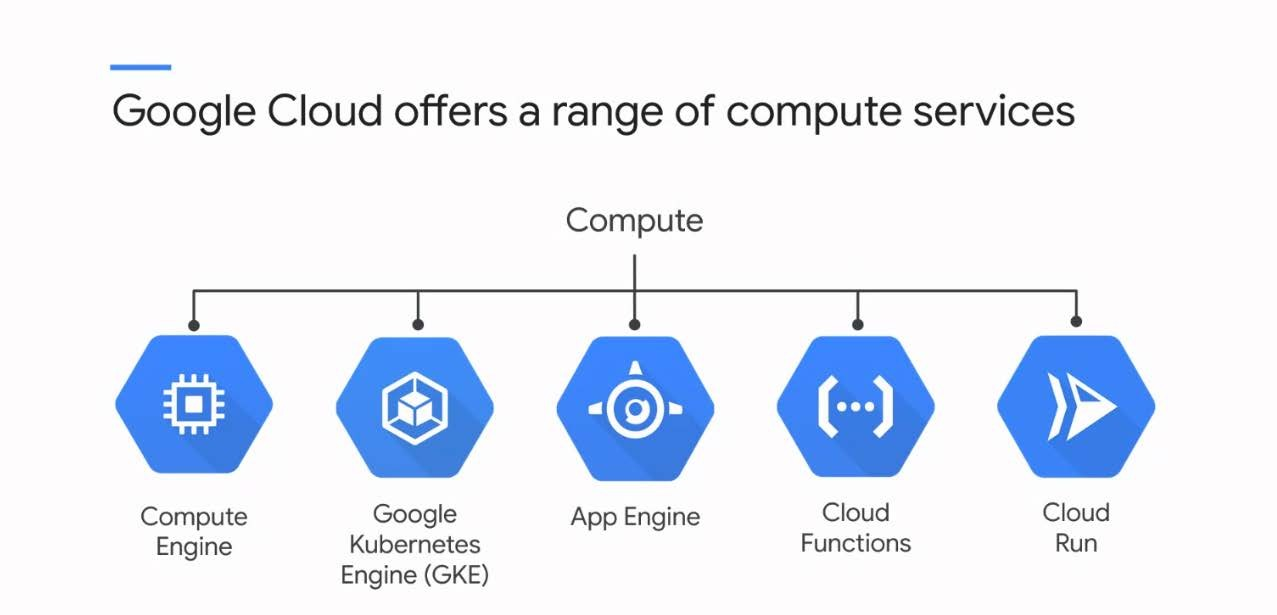 Google Cloud offers a range of compute services
Compute
Compute
Engine
Google
Kubernetes
Engine (GKE)
App Engine
Cloud
Functions
Cloud
Run